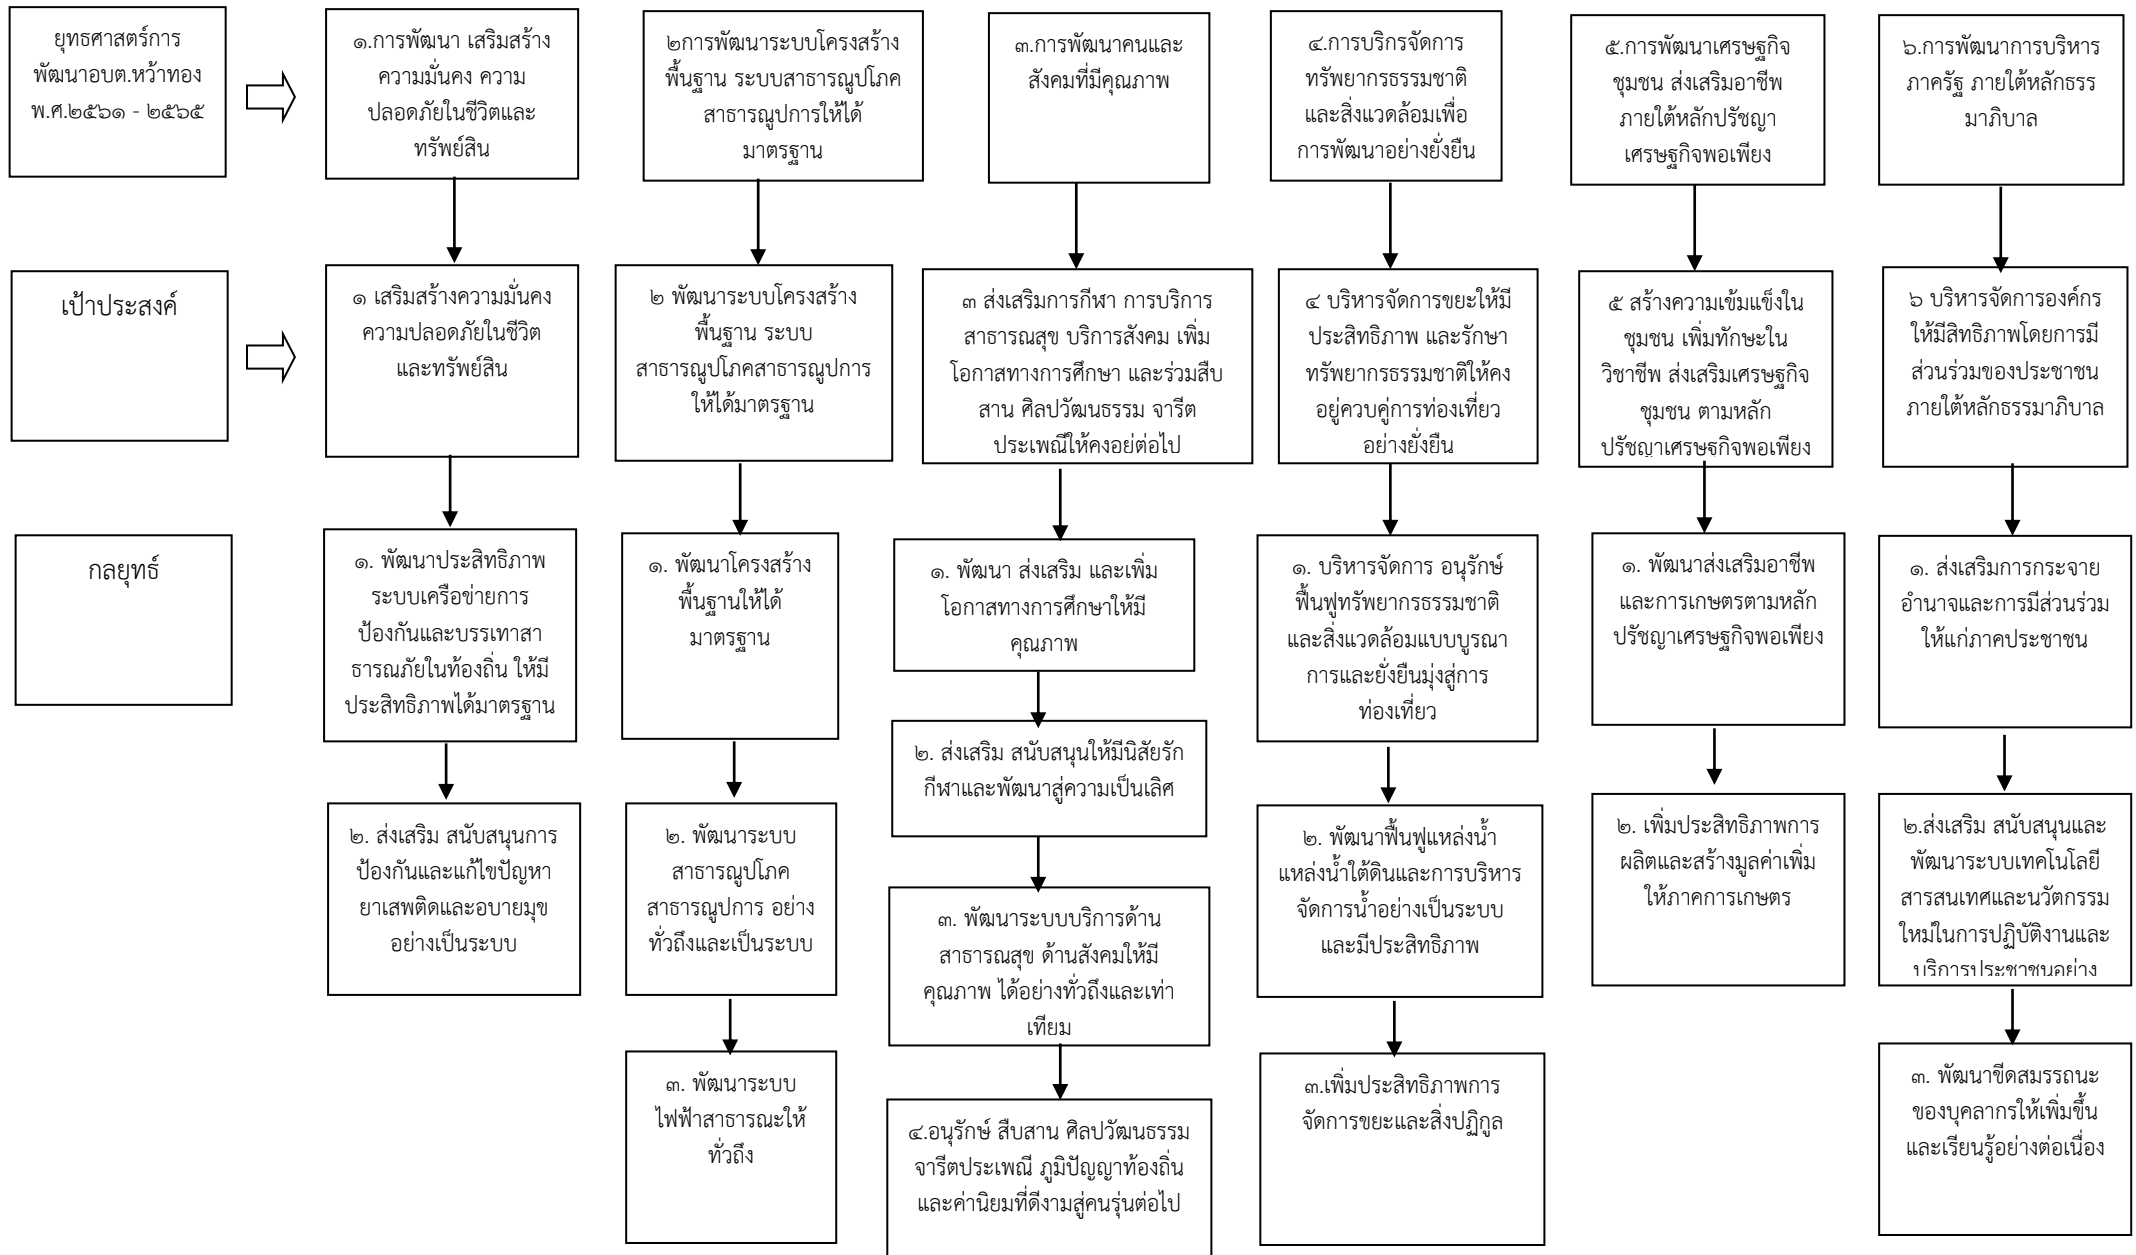 ยุทธศาสตร์การ
พัฒนาอบต.หว้าทอง
พ.ศ.๒๕๖๑ - ๒๕๖๕
๑.การพัฒนา เสริมสร้าง
ความมั่นคง ความ
ปลอดภัยในชีวิตและ
ทรัพย์สิน
๒การพัฒนาระบบโครงสร้าง
พื้นฐาน ระบบสาธารณูปโภค
สาธารณูปการให้ได้
มาตรฐาน
๓.การพัฒนาคนและ
สังคมที่มีคุณภาพ
๔.การบริกรจัดการ
ทรัพยากรธรรมชาติ
และสิ่งแวดล้อมเพื่อ
การพัฒนาอย่างยั่งยืน
๕.การพัฒนาเศรษฐกิจ
ชุมชน ส่งเสริมอาชีพ
ภายใต้หลักปรัชญา
เศรษฐกิจพอเพียง
๖.การพัฒนาการบริหาร
ภาครัฐ ภายใต้หลักธรร
มาภิบาล
เป้าประสงค์
๑ เสริมสร้างความมั่นคง
ความปลอดภัยในชีวิต
และทรัพย์สิน
๒ พัฒนาระบบโครงสร้าง
พื้นฐาน ระบบ
สาธารณูปโภคสาธารณูปการ
ให้ได้มาตรฐาน
๓ ส่งเสริมการกีฬา การบริการ
สาธารณสุข บริการสังคม เพิ่ม
โอกาสทางการศึกษา และร่วมสืบ
สาน ศิลปวัฒนธรรม จารีต
ประเพณีให้คงอยู่ต่อไป
๔ บริหารจัดการขยะให้มี
ประสิทธิภาพ และรักษา
ทรัพยากรธรรมชาติให้คง
อยู่ควบคู่การท่องเที่ยว
อย่างยั่งยืน
๕ สร้างความเข้มแข็งใน
ชุมชน เพิ่มทักษะใน
วิชาชีพ ส่งเสริมเศรษฐกิจ
ชุมชน ตามหลัก
ปรัชญาเศรษฐกิจพอเพียง
๖ บริหารจัดการองค์กร
ให้มีสิทธิภาพโดยการมี
ส่วนร่วมของประชาชน
ภายใต้หลักธรรมาภิบาล
กลยุทธ์
๑. พัฒนาประสิทธิภาพ
ระบบเครือข่ายการ
ป้องกันและบรรเทาสา
ธารณภัยในท้องถิ่น ให้มี
ประสิทธิภาพได้มาตรฐาน
๒. ส่งเสริม สนับสนุนการ
ป้องกันและแก้ไขปัญหา
ยาเสพติดและอบายมุข
อย่างเป็นระบบ
๑. พัฒนาโครงสร้าง
พื้นฐานให้ได้
มาตรฐาน
๒. พัฒนาระบบ
สาธารณูปโภค
สาธารณูปการ อย่าง
ทั่วถึงและเป็นระบบ
๓. พัฒนาระบบ
ไฟฟ้าสาธารณะให้
ทั่วถึง
๑. พัฒนา ส่งเสริม และเพิ่ม
โอกาสทางการศึกษาให้มี
คุณภาพ
๒. ส่งเสริม สนับสนุนให้มีนิสัยรัก
กีฬาและพัฒนาสู่ความเป็นเลิศ
๓. พัฒนาระบบบริการด้าน
สาธารณสุข ด้านสังคมให้มี
คุณภาพ ได้อย่างทั่วถึงและเท่า
เทียม
๔.อนุรักษ์ สืบสาน ศิลปวัฒนธรรม
จารีตประเพณี ภูมิปัญญาท้องถิ่น
และค่านิยมที่ดีงามสู่คนรุ่นต่อไป
๑. บริหารจัดการ อนุรักษ์
ฟื้นฟูทรัพยากรธรรมชาติ
และสิ่งแวดล้อมแบบบูรณา
การและยั่งยืนมุ่งสู่การ
ท่องเที่ยว
๒. พัฒนาฟื้นฟูแหล่งน้ำ
แหล่งน้ำใต้ดินและการบริหาร
จัดการน้ำอย่างเป็นระบบ
และมีประสิทธิภาพ
๓.เพิ่มประสิทธิภาพการ
จัดการขยะและสิ่งปฏิกูล
๑. พัฒนาส่งเสริมอาชีพ
และการเกษตรตามหลัก
ปรัชญาเศรษฐกิจพอเพียง
๒. เพิ่มประสิทธิภาพการ
ผลิตและสร้างมูลค่าเพิ่ม
ให้ภาคการเกษตร
๑. ส่งเสริมการกระจาย
อำนาจและการมีส่วนร่วม
ให้แก่ภาคประชาชน
๒.ส่งเสริม สนับสนุนและ
พัฒนาระบบเทคโนโลยี
สารสนเทศและนวัตกรรม
ใหม่ในการปฏิบัติงานและ
บริการประชาชนอย่าง
๓. พัฒนาขีดสมรรถนะ
ของบุคลากรให้เพิ่มขึ้น
และเรียนรู้อย่างต่อเนื่อง